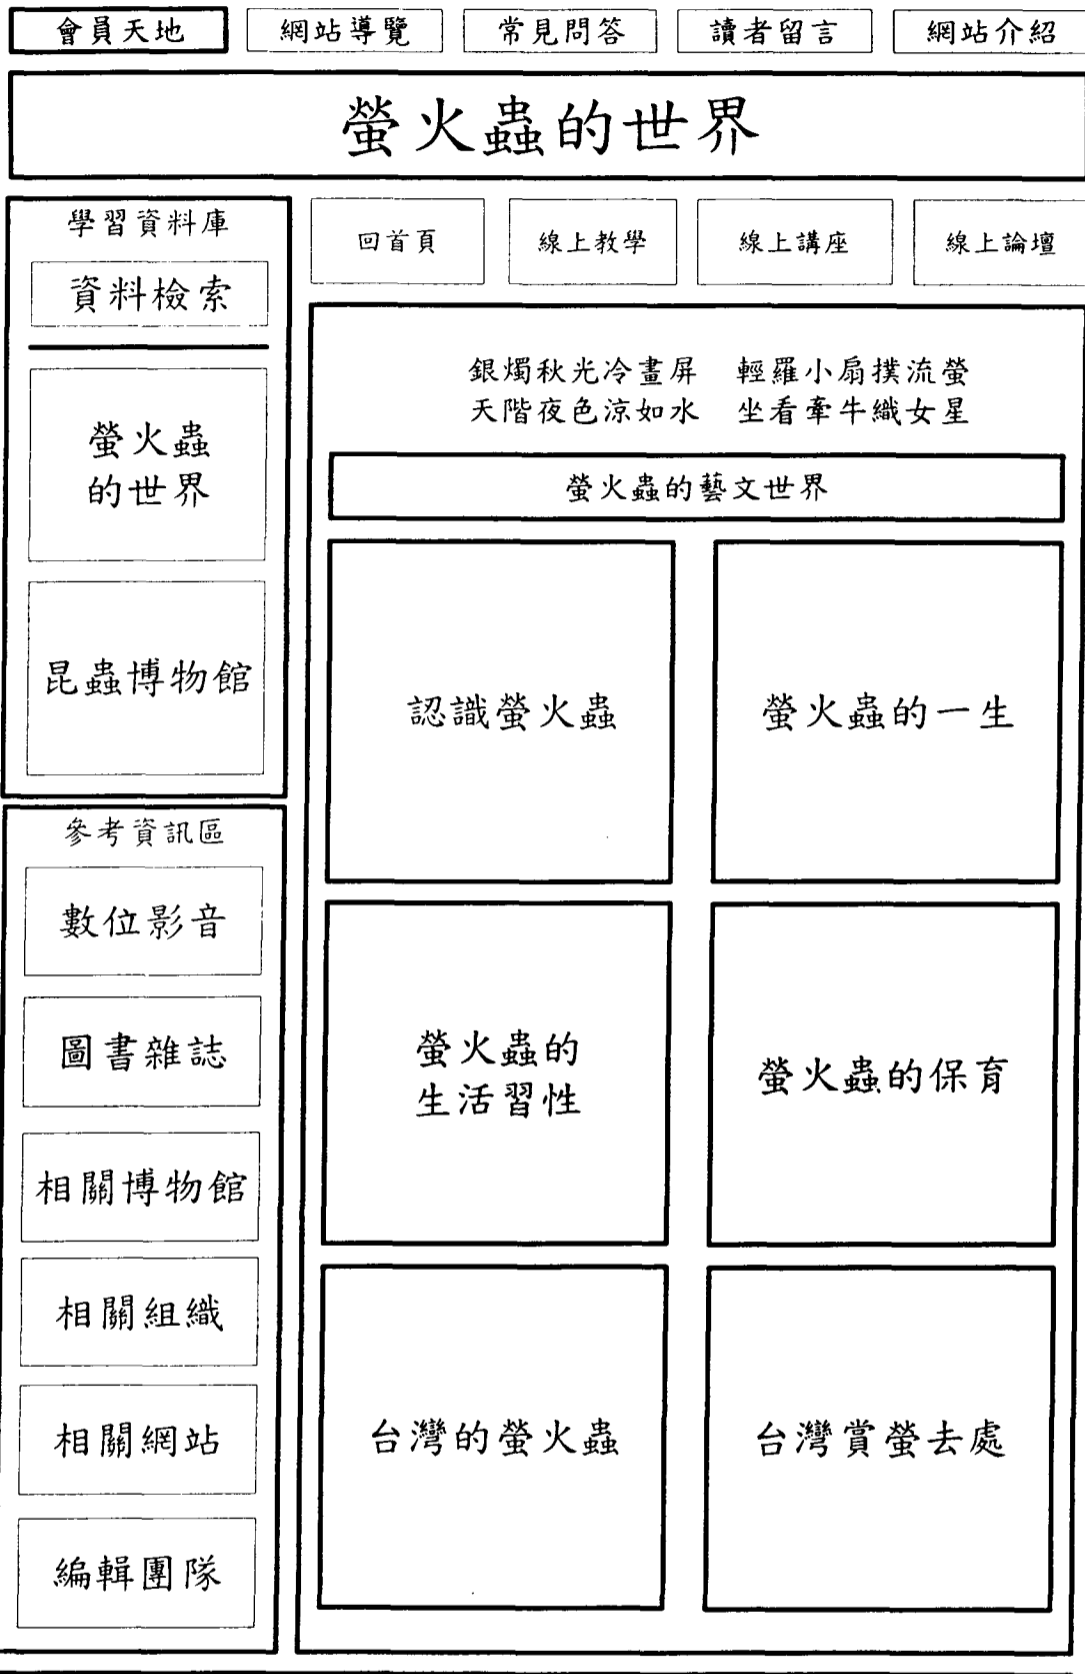 會員天地
網站導覽
常見問答
讀者留言
網站介紹
螢火蟲的世界
學習資料庫
資料檢索
螢火蟲
的世界
昆蟲博物館
參考資訊區
數位影音
圖書雜誌
相關博物館
相關組織
相關網站
編輯團隊
回首頁
線上教學
線上講座
線上論壇
銀燭秋光冷畫屏 輕羅小扇撲流螢
天階夜色涼如水 坐看牽牛織女星
螢火蟲的藝文世界
認識螢火蟲
螢火蟲的一生
螢火蟲的
生活習性
螢火蟲的保育
台灣的螢火蟲
台灣賞螢去處